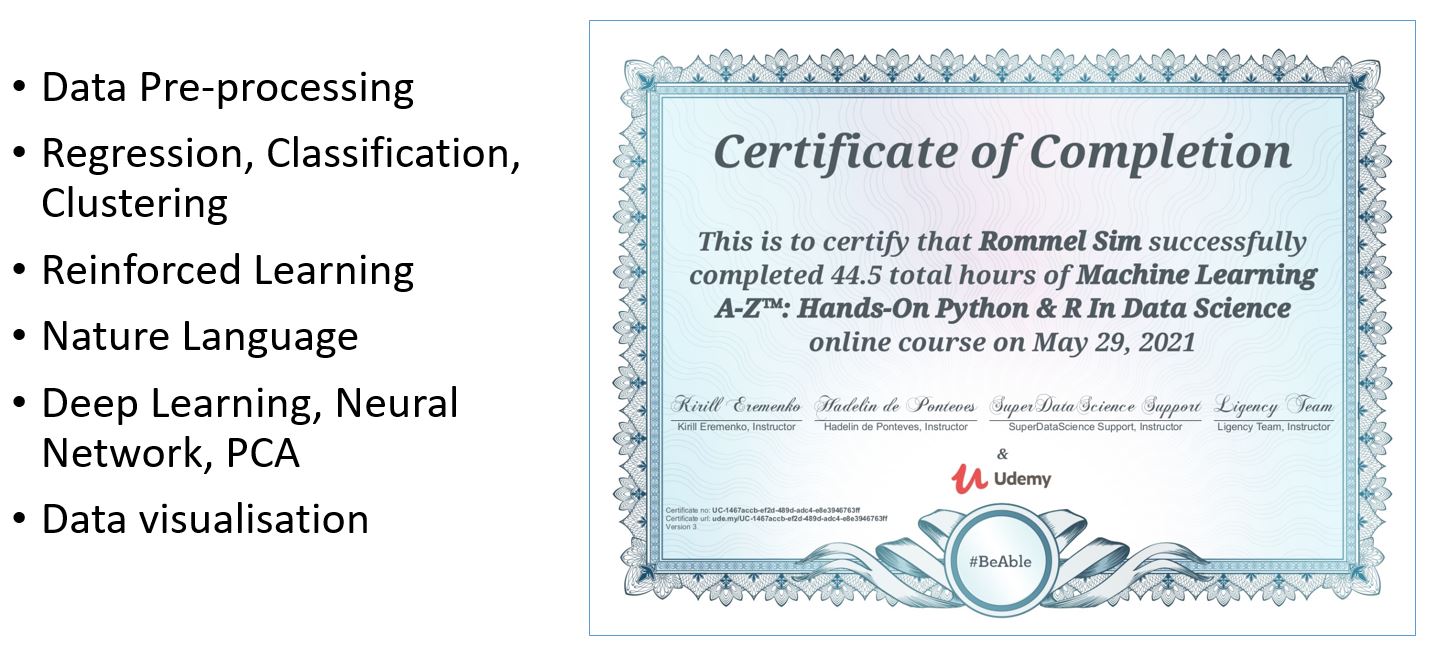 • Data Pre-processing
• Regression, Classification,
Clustering
• Reinforced Learning
• Nature Language
• Deep Learning, Neural
Network, PCA
• Data visualisation
Certificate of Completion
This is to certify that Rommel Sim successfully
completed 44.5 total hours of Machine Learning
A-Z™: Hands-On Python & R In Data Science
online course on May 29, 2021
Kirill Eremenko Hadelin de Ponteves SuperDataScience Support Ligency Team
Kirill Eremenko, Instructor Hadelin de Ponteves, Instructor SuperDataScience Support, Instructor Ligency Team, Instructor
&
Udemy
Certificate no: UC-1467accb-ef2d-489d-adc4-e8e3946763ff
Certificate url: ude.my/UC-1467accb-ef2d-489d-adc4-e8e3946763ff
Version 3
#BeAble